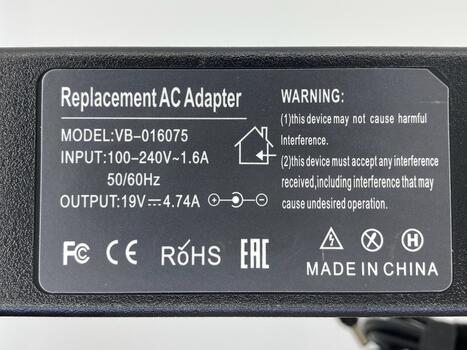 Replacement AC Adapter
MODEL:VB-016075
INPUT:100-240V~1.6A
50/60Hz
OUTPUT:19V⎓4.74A
FC CE RoHS EAC
WARNING:
(1)this device may not cause harmful
Interference.
(2)this device must accept any interference
received,including interference that may
cause undesired operation.
H
MADE IN CHINA